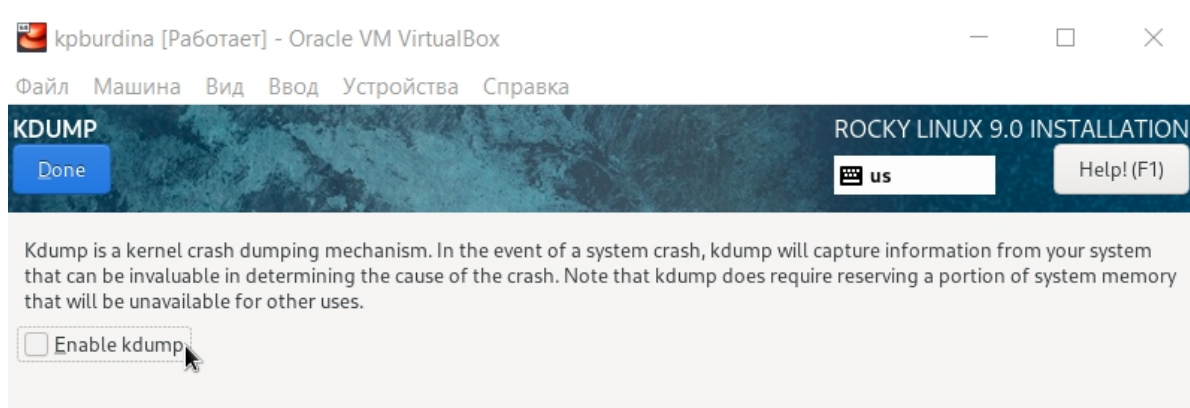 kpburdina [Работает] - Oracle VM VirtualBox
Файл Машина Вид Ввод Устройства Справка
KDUMP
ROCKY LINUX 9.0 INSTALLATION
Done
us
Help! (F1)
Kdump is a kernel crash dumping mechanism. In the event of a system crash, kdump will capture information from your system
that can be invaluable in determining the cause of the crash. Note that kdump does require reserving a portion of system memory
that will be unavailable for other uses.
Enable kdump